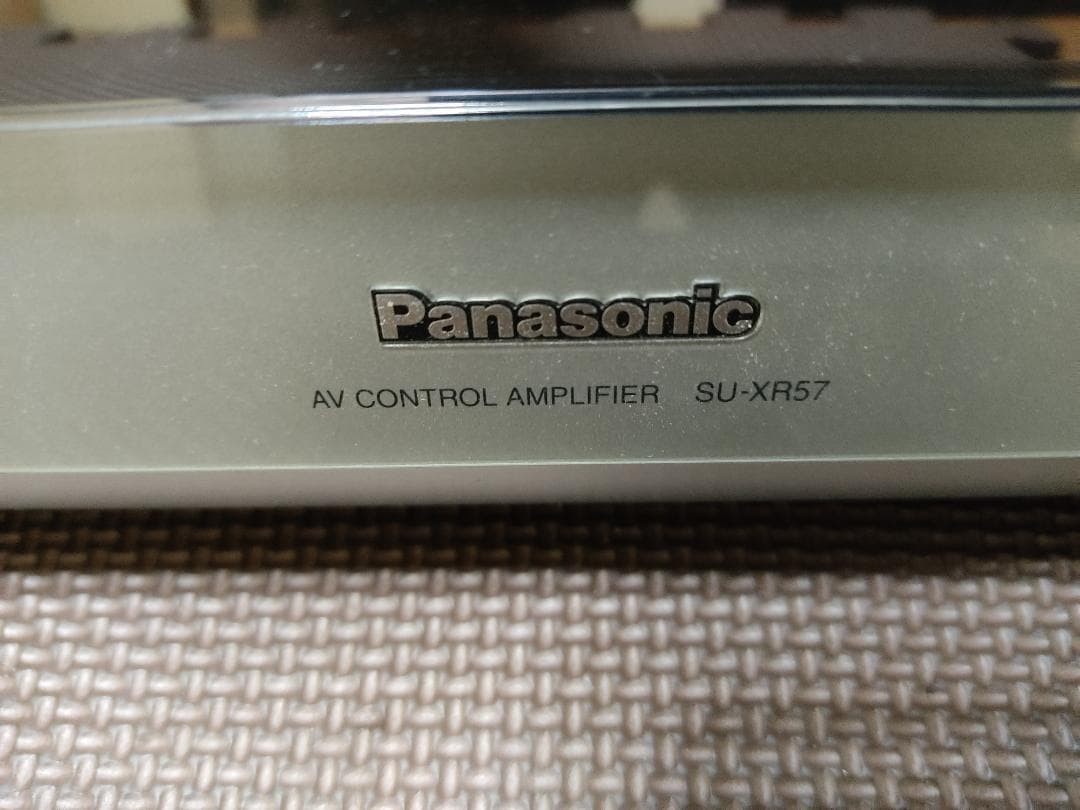 Panasonic
AV CONTROL AMPLIFIER SU-XR57